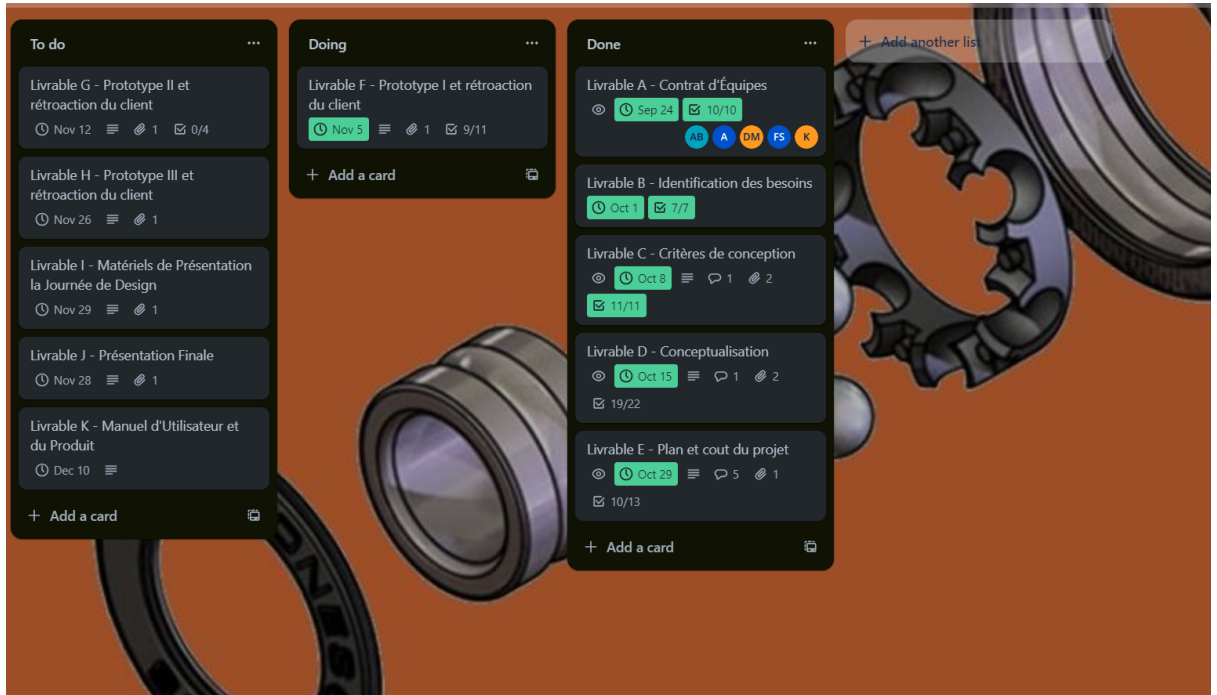 To do
Livrable G - Prototype II et
rétroaction du client
Nov 12 1 0/4
Livrable H - Prototype III et
rétroaction du client
Nov 26 1
Livrable I - Matériels de Présentation
la Journée de Design
Nov 29 1
Livrable J - Présentation Finale
Nov 28 1
Livrable K - Manuel d'Utilisateur et
du Produit
Dec 10
+ Add a card
Doing
Livrable F - Prototype I et rétroaction
du client
Nov 5 1 9/11
+ Add a card
Done
Livrable A - Contrat d'Équipes
Sep 24 10/10
AB A DM FS K
Livrable B - Identification des besoins
Oct 1 7/7
Livrable C - Critères de conception
Oct 8 1 2
11/11
Livrable D - Conceptualisation
Oct 15 1 2
19/22
Livrable E - Plan et cout du projet
Oct 29 5 1
10/13
+ Add a card
+ Add another list